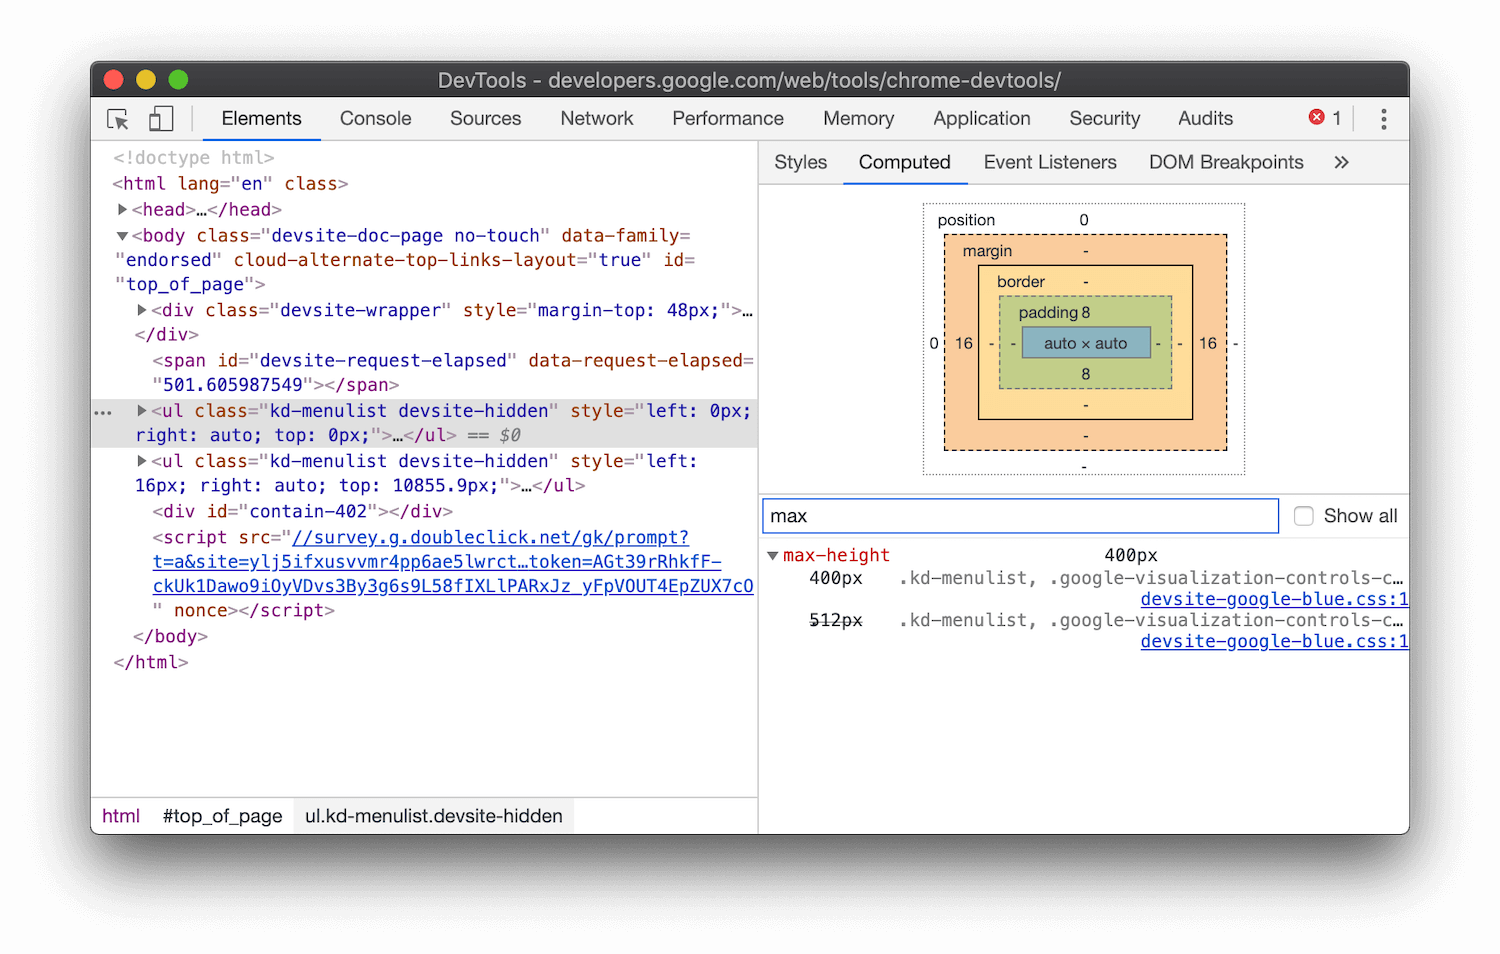 DevTools - developers.google.com/web/tools/chrome-devtools/
Elements Console Sources Network Performance Memory Application Security Audits 1
<!doctype html>
<html lang="en" class>
<head>…</head>
<body class="devsite-doc-page no-touch" data-family=
"endorsed" cloud-alternate-top-links-layout="true" id=
"top_of_page">
<div class="devsite-wrapper" style="margin-top: 48px;">…
</div>
<span id="devsite-request-elapsed" data-request-elapsed=
"501.605987549"></span>
<ul class="kd-menulist devsite-hidden" style="left: 0px;
right: auto; top: 0px;">…</ul> == $0
<ul class="kd-menulist devsite-hidden" style="left:
16px; right: auto; top: 10855.9px;">…</ul>
<div id="contain-402"></div>
<script src="//survey.g.doubleclick.net/gk/prompt?
t=a&site=ylj5ifxusvvmr4pp6ae5lwrct…token=AGt39rRhkfF-
ckUk1Dawo9iOyVDvs3By3g6s9L58fIXLlPARxJz_yFpVOUT4EpZUX7cO
" nonce></script>
</body>
</html>
html #top_of_page ul.kd-menulist.devsite-hidden
Styles Computed Event Listeners DOM Breakpoints »
position 0
margin -
border -
padding 8
0 16 - - auto × auto - - 16 -
8
-
-
-
max Show all
max-height 400px
400px .kd-menulist, .google-visualization-controls-c…
devsite-google-blue.css:1
512px .kd-menulist, .google-visualization-controls-c…
devsite-google-blue.css:1